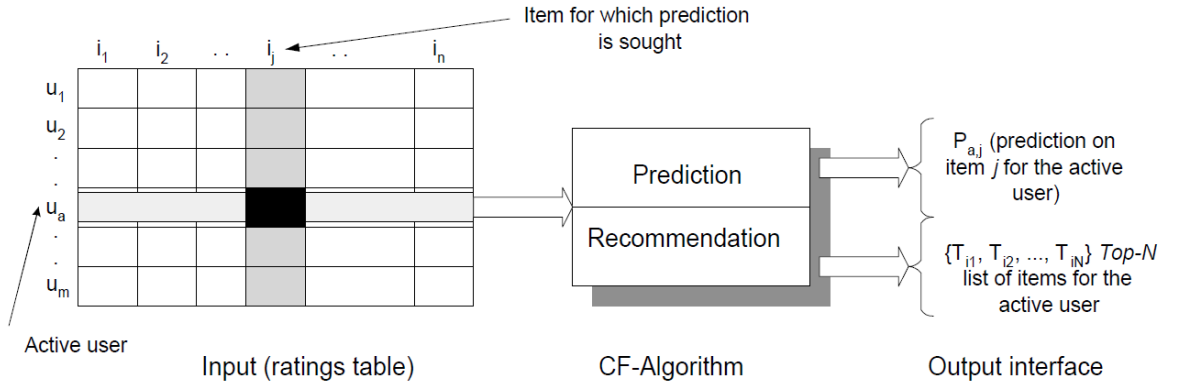 Item for which prediction
is sought
i1 i2 . . ij . . in
u1
u2
.
.
ua
.
.
um
Active user
Input (ratings table)
Prediction
Recommendation
CF-Algorithm
Pa,j (prediction on
item j for the active
user)
{Ti1, Ti2, ..., TiN} Top-N
list of items for the
active user
Output interface